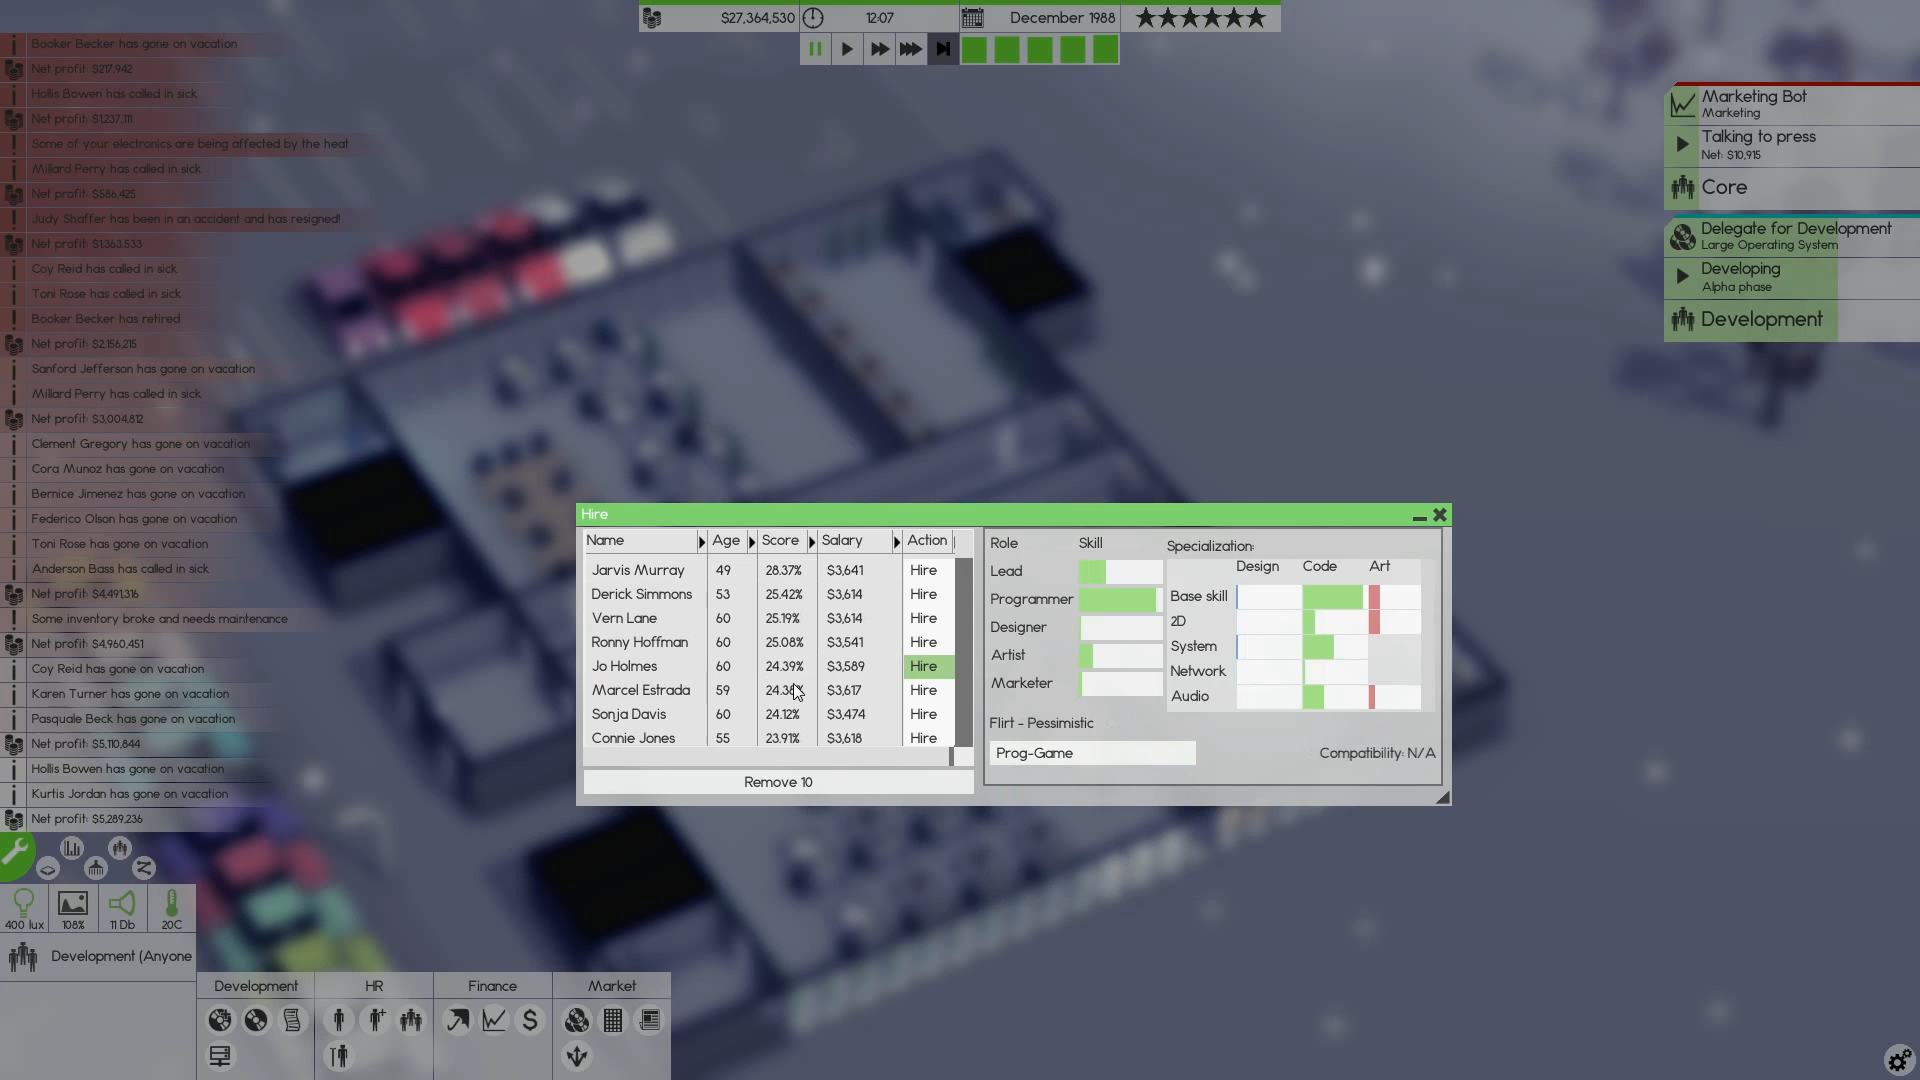 $27,364,530
12:07
December 1988
Booker Becker has gone on vacation
Net profit: $217,942
Hollis Bowen has called in sick
Net profit: $1,237,111
Some of your electronics are being affected by the heat
Millard Perry has called in sick
Net profit: $586,425
Judy Shaffer has been in an accident and has resigned!
Net profit: $1,363,533
Coy Reid has called in sick
Toni Rose has called in sick
Booker Becker has retired
Net profit: $2,156,215
Sanford Jefferson has gone on vacation
Millard Perry has called in sick
Net profit: $3,004,812
Clement Gregory has gone on vacation
Cora Munoz has gone on vacation
Bernice Jimenez has gone on vacation
Federico Olson has gone on vacation
Toni Rose has gone on vacation
Anderson Bass has called in sick
Net profit: $4,491,316
Some inventory broke and needs maintenance
Net profit: $4,960,451
Coy Reid has gone on vacation
Karen Turner has gone on vacation
Pasquale Beck has gone on vacation
Net profit: $5,110,844
Hollis Bowen has gone on vacation
Kurtis Jordan has gone on vacation
Net profit: $5,289,236
Marketing Bot
Marketing
Talking to press
Net: $10,915
Core
Delegate for Development
Large Operating System
Developing
Alpha phase
Development
Hire
Name Age Score Salary Action
Jarvis Murray 49 28.37% $3,641 Hire
Derick Simmons 53 25.42% $3,614 Hire
Vern Lane 60 25.19% $3,614 Hire
Ronny Hoffman 60 25.08% $3,541 Hire
Jo Holmes 60 24.39% $3,589 Hire
Marcel Estrada 59 $3,617 Hire
Sonja Davis 60 24.12% $3,474 Hire
Connie Jones 55 23.91% $3,618 Hire
Remove 10
Role Skill
Lead
Programmer
Designer
Artist
Marketer
Specialization:
Design Code Art
Base skill
2D
System
Network
Audio
Flirt - Pessimistic
Prog-Game
Compatibility: N/A
400 lux 108% 11 Db 20C
Development (Anyone
Development HR Finance Market